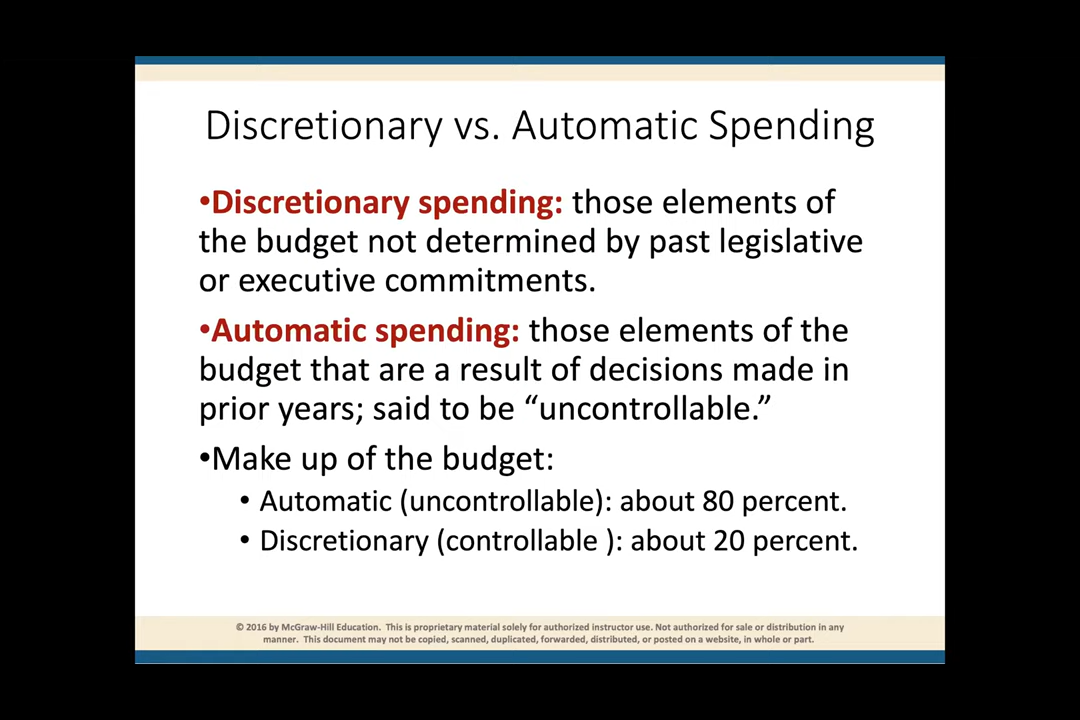 Discretionary vs. Automatic Spending
•Discretionary spending: those elements of
the budget not determined by past legislative
or executive commitments.
•Automatic spending: those elements of the
budget that are a result of decisions made in
prior years; said to be “uncontrollable.”
•Make up of the budget:
• Automatic (uncontrollable): about 80 percent.
• Discretionary (controllable ): about 20 percent.
© 2016 by McGraw-Hill Education. This is proprietary material solely for authorized instructor use. Not authorized for sale or distribution in any
manner. This document may not be copied, scanned, duplicated, forwarded, distributed, or posted on a website, in whole or part.